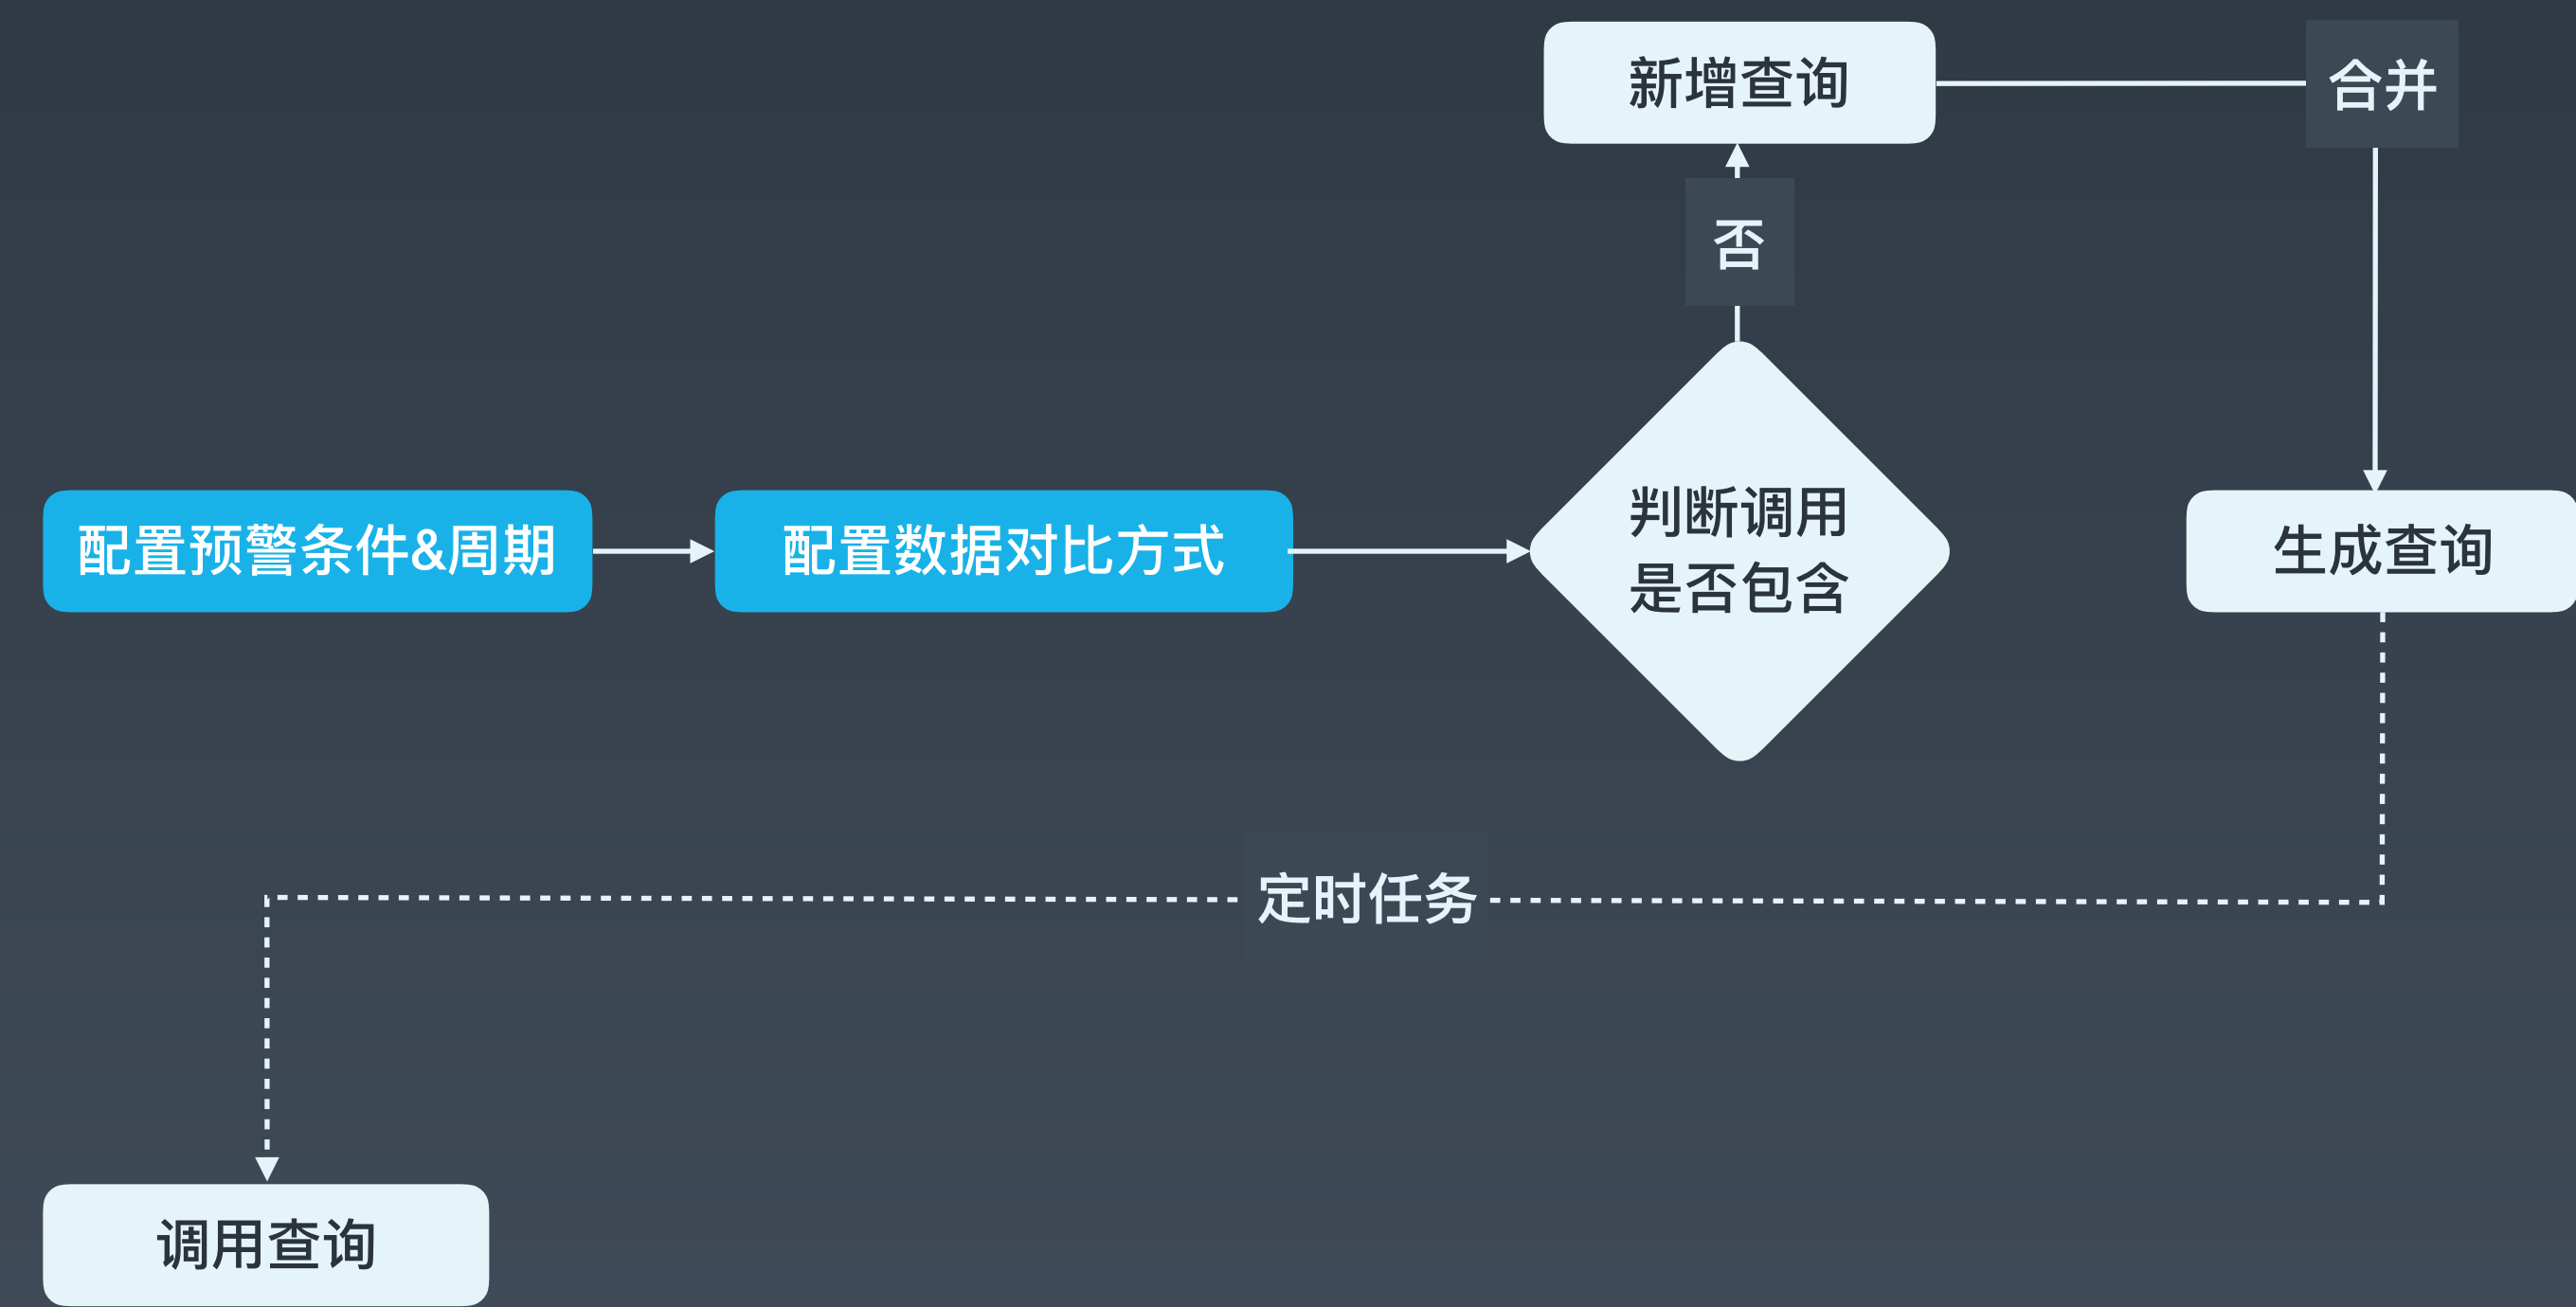 新增查询
合并
否
配置预警条件&周期
配置数据对比方式
判断调用
是否包含
生成查询
定时任务
调用查询